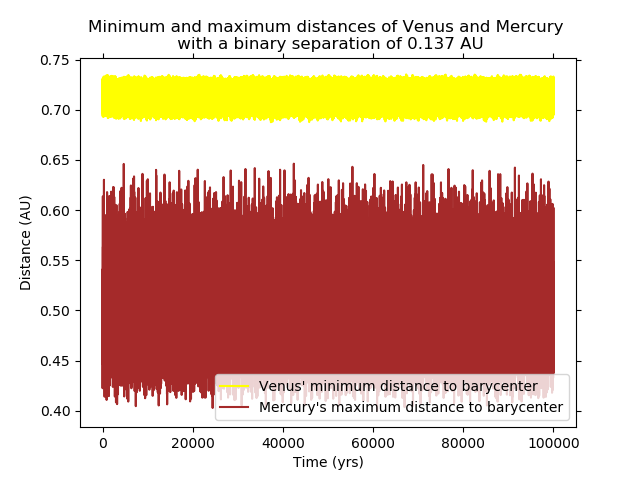 Minimum and maximum distances of Venus and Mercury
with a binary separation of 0.137 AU
0.75
0.70
0.65
0.60
0.55
0.50
0.45
0.40
Distance (AU)
Venus' minimum distance to barycenter
Mercury's maximum distance to barycenter
0
20000
40000
60000
80000
100000
Time (yrs)